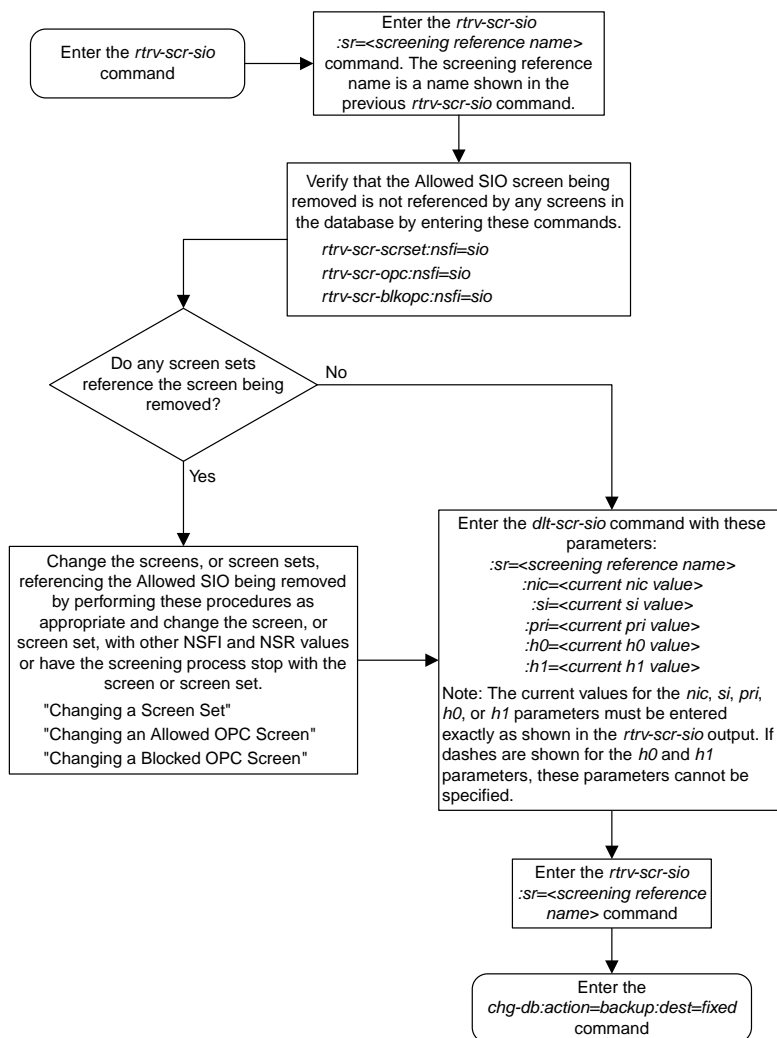 Enter the rtrv-scr-sio
command
Enter the rtrv-scr-sio
:sr=<screening reference name>
command. The screening reference
name is a name shown in the
previous rtrv-scr-sio command.
Verify that the Allowed SIO screen being
removed is not referenced by any screens in
the database by entering these commands.
rtrv-scr-scrset:nsfi=sio
rtrv-scr-opc:nsfi=sio
rtrv-scr-blkopc:nsfi=sio
Do any screen sets
reference the screen being
removed?
No
Yes
Change the screens, or screen sets,
referencing the Allowed SIO being removed
by performing these procedures as
appropriate and change the screen, or
screen set, with other NSFI and NSR values
or have the screening process stop with the
screen or screen set.
"Changing a Screen Set"
"Changing an Allowed OPC Screen"
"Changing a Blocked OPC Screen"
Enter the dlt-scr-sio command with these
parameters:
:sr=<screening reference name>
:nic=<current nic value>
:si=<current si value>
:pri=<current pri value>
:h0=<current h0 value>
:h1=<current h1 value>
Note: The current values for the nic, si, pri,
h0, or h1 parameters must be entered
exactly as shown in the rtrv-scr-sio output. If
dashes are shown for the h0 and h1
parameters, these parameters cannot be
specified.
Enter the rtrv-scr-sio
:sr=<screening reference
name> command
Enter the
chg-db:action=backup:dest=fixed
command